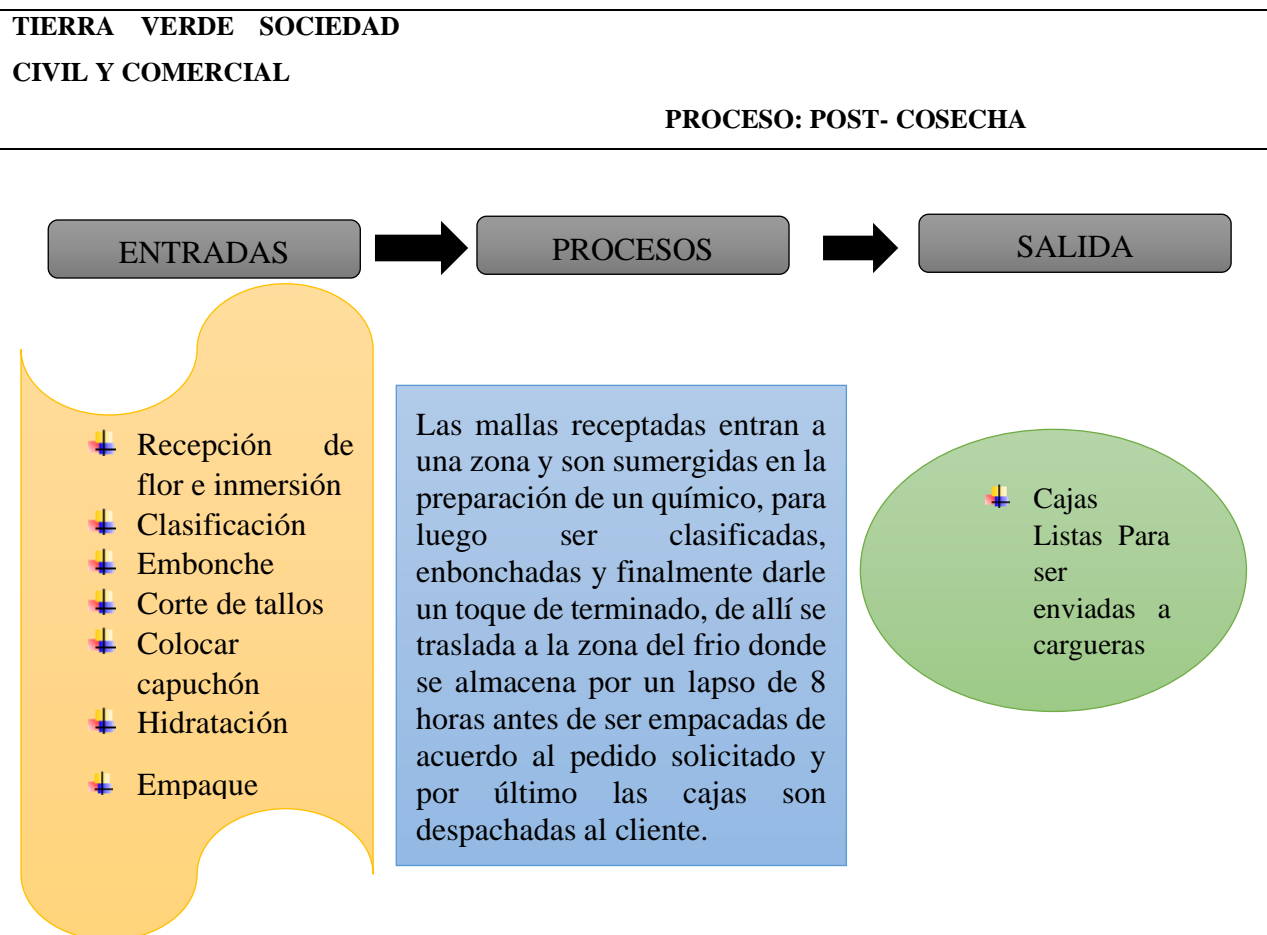 TIERRA VERDE SOCIEDAD
CIVIL Y COMERCIAL
PROCESO: POST- COSECHA
ENTRADAS
PROCESOS
SALIDA
Recepción de
flor e inmersión
Clasificación
Embonche
Corte de tallos
Colocar
capuchón
Hidratación
Empaque
Las mallas receptadas entran a
una zona y son sumergidas en la
preparación de un químico, para
luego ser clasificadas,
enbonchadas y finalmente darle
un toque de terminado, de allí se
traslada a la zona del frio donde
se almacena por un lapso de 8
horas antes de ser empacadas de
acuerdo al pedido solicitado y
por último las cajas son
despachadas al cliente.
Cajas
Listas Para
ser
enviadas a
cargueras